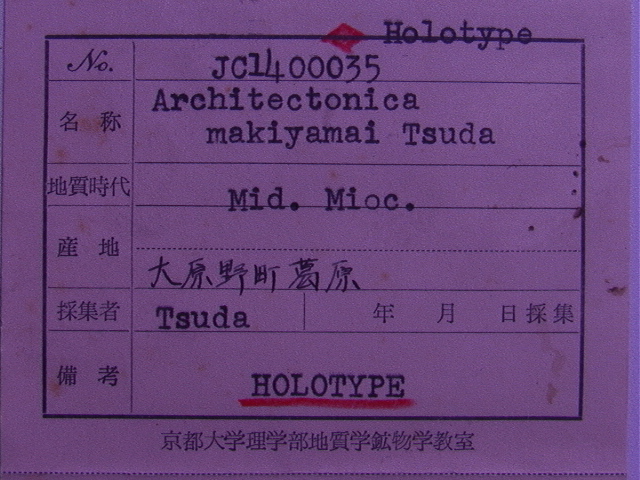 Holotype
No. JC1400035
名称 Architectonica
makiyamai Tsuda
地質時代 Mid. Mioc.
産地 大原野町葛原
採集者 Tsuda 年 月 日採集
備考 HOLOTYPE
京都大学理学部地質学鉱物学教室